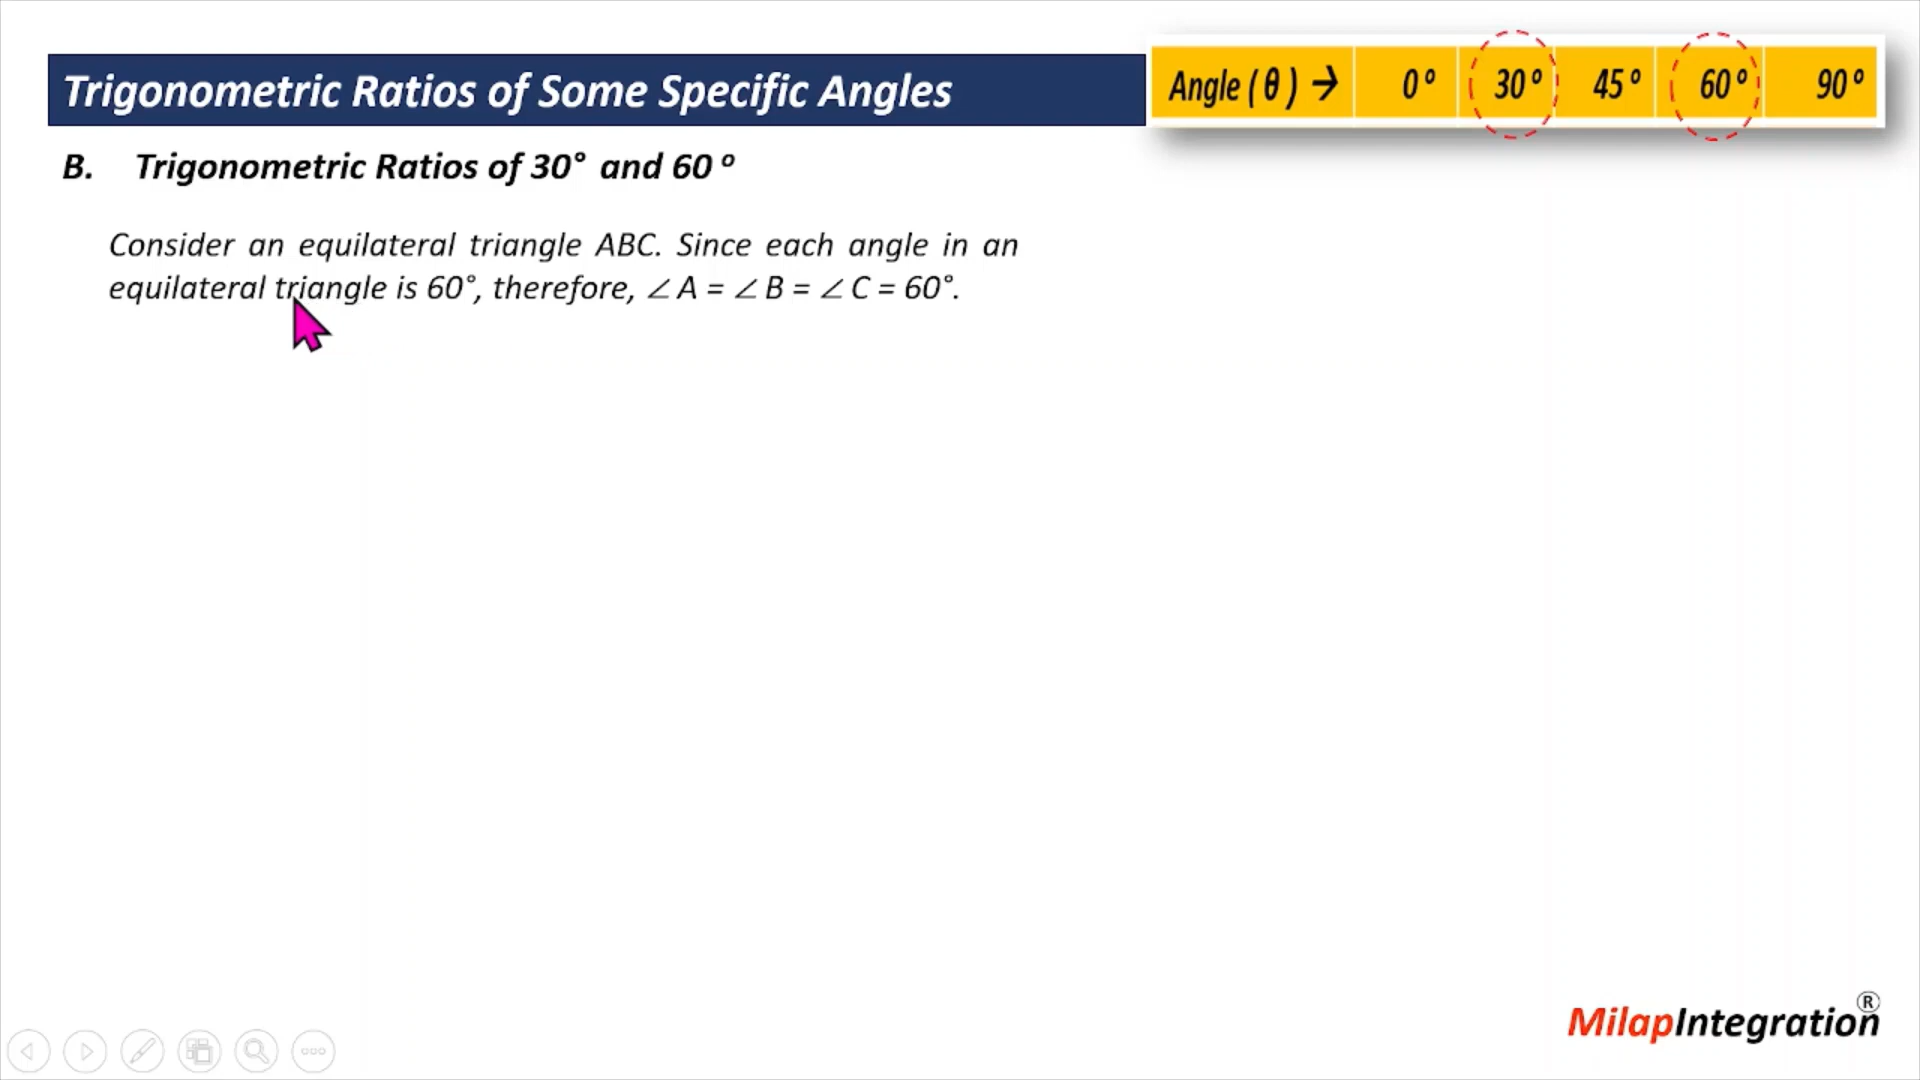 Trigonometric Ratios of Some Specific Angles
Angle ( θ ) → 0° 30° 45° 60° 90°
B. Trigonometric Ratios of 30° and 60°
Consider an equilateral triangle ABC. Since each angle in an
equilateral triangle is 60°, therefore, ∠ A = ∠ B = ∠ C = 60°.
MilapIntegration®